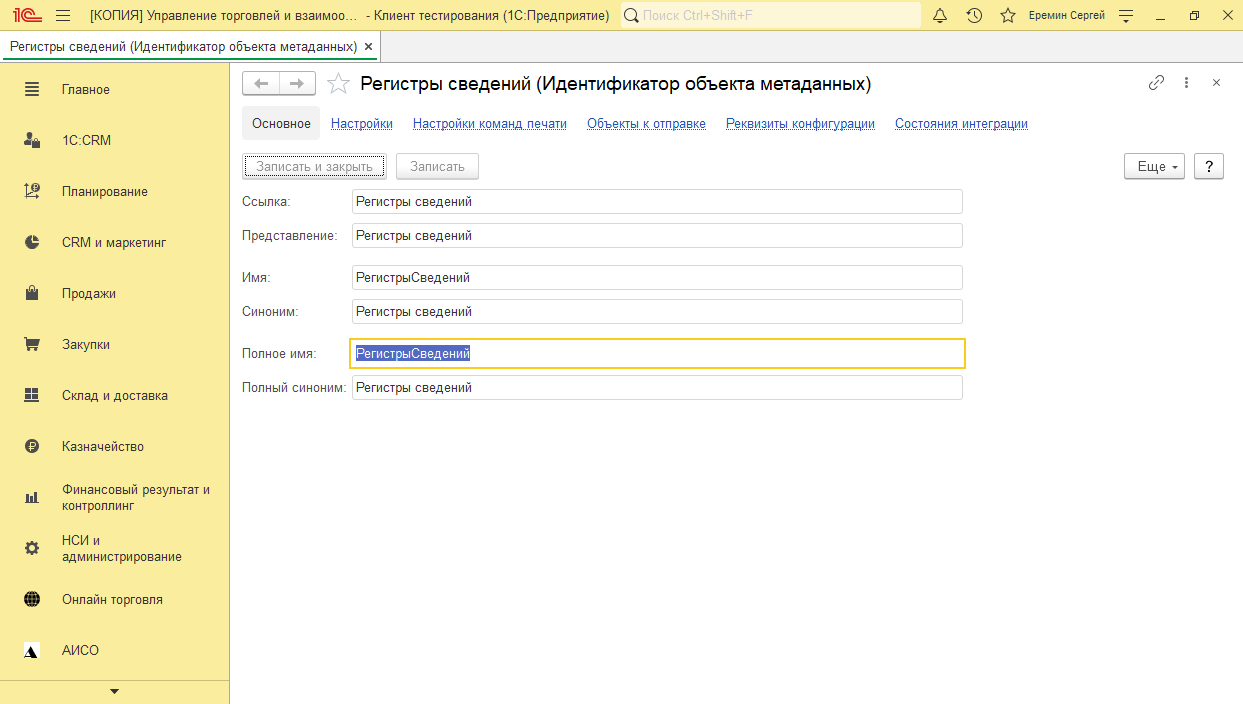 1С [КОПИЯ] Управление торговлей и взаимоо... - Клиент тестирования (1С:Предприятие) Поиск Ctrl+Shift+F Еремин Сергей
Регистры сведений (Идентификатор объекта метаданных) ×
Главное
1С:CRM
Планирование
CRM и маркетинг
Продажи
Закупки
Склад и доставка
Казначейство
Финансовый результат и
контроллинг
НСИ и
администрирование
Онлайн торговля
АИСО
Регистры сведений (Идентификатор объекта метаданных)
Основное Настройки Настройки команд печати Объекты к отправке Реквизиты конфигурации Состояния интеграции
Записать и закрыть Записать Еще ?
Ссылка: Регистры сведений
Представление: Регистры сведений
Имя: РегистрыСведений
Синоним: Регистры сведений
Полное имя: РегистрыСведений
Полный синоним: Регистры сведений